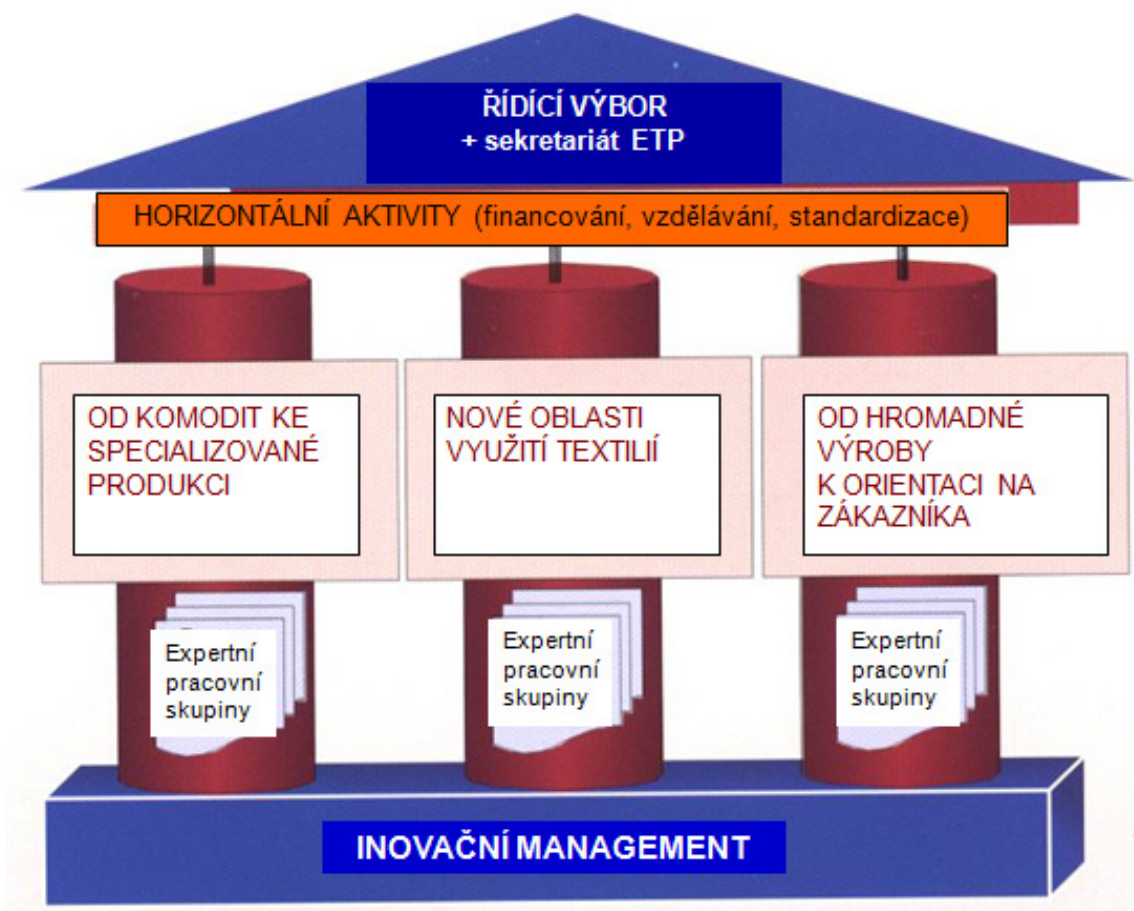 ŘÍDÍCÍ VÝBOR
+ sekretariát ETP
HORIZONTÁLNÍ AKTIVITY (financování, vzdělávání, standardizace)
OD KOMODIT KE
SPECIALIZOVANÉ
PRODUKCI
NOVÉ OBLASTI
VYUŽITÍ TEXTILIÍ
OD HROMADNÉ
VÝROBY
K ORIENTACI NA
ZÁKAZNÍKA
Expertní
pracovní
skupiny
Expertní
pracovní
skupiny
Expertní
pracovní
skupiny
INOVAČNÍ MANAGEMENT